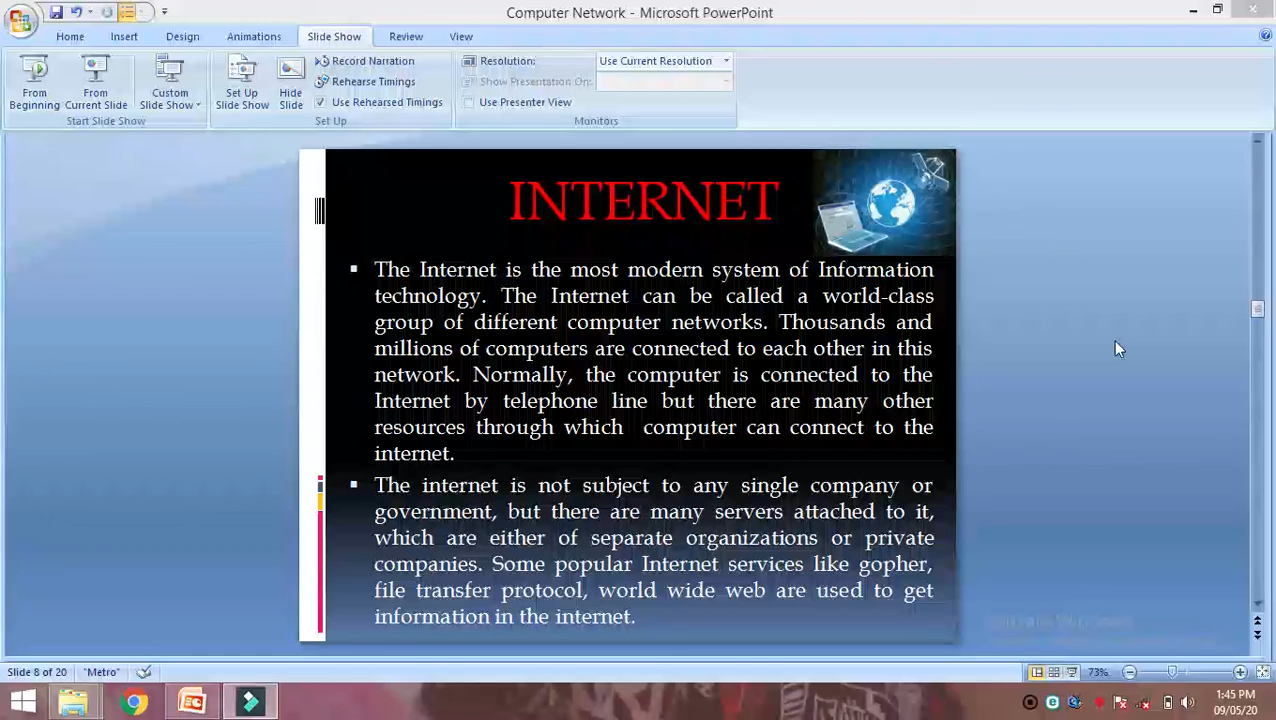 Computer Network - Microsoft PowerPoint
Home Insert Design Animations Slide Show Review View
From Beginning
From Current Slide
Custom Slide Show
Start Slide Show
Set Up Slide Show
Hide Slide
Record Narration
Rehearse Timings
Use Rehearsed Timings
Set Up
Resolution: Use Current Resolution
Show Presentation On:
Use Presenter View
Monitors
INTERNET
The Internet is the most modern system of Information
technology. The Internet can be called a world-class
group of different computer networks. Thousands and
millions of computers are connected to each other in this
network. Normally, the computer is connected to the
Internet by telephone line but there are many other
resources through which computer can connect to the
internet.
The internet is not subject to any single company or
government, but there are many servers attached to it,
which are either of separate organizations or private
companies. Some popular Internet services like gopher,
file transfer protocol, world wide web are used to get
information in the internet.
Slide 8 of 20 "Metro" 73%
1:45 PM
09/05/20